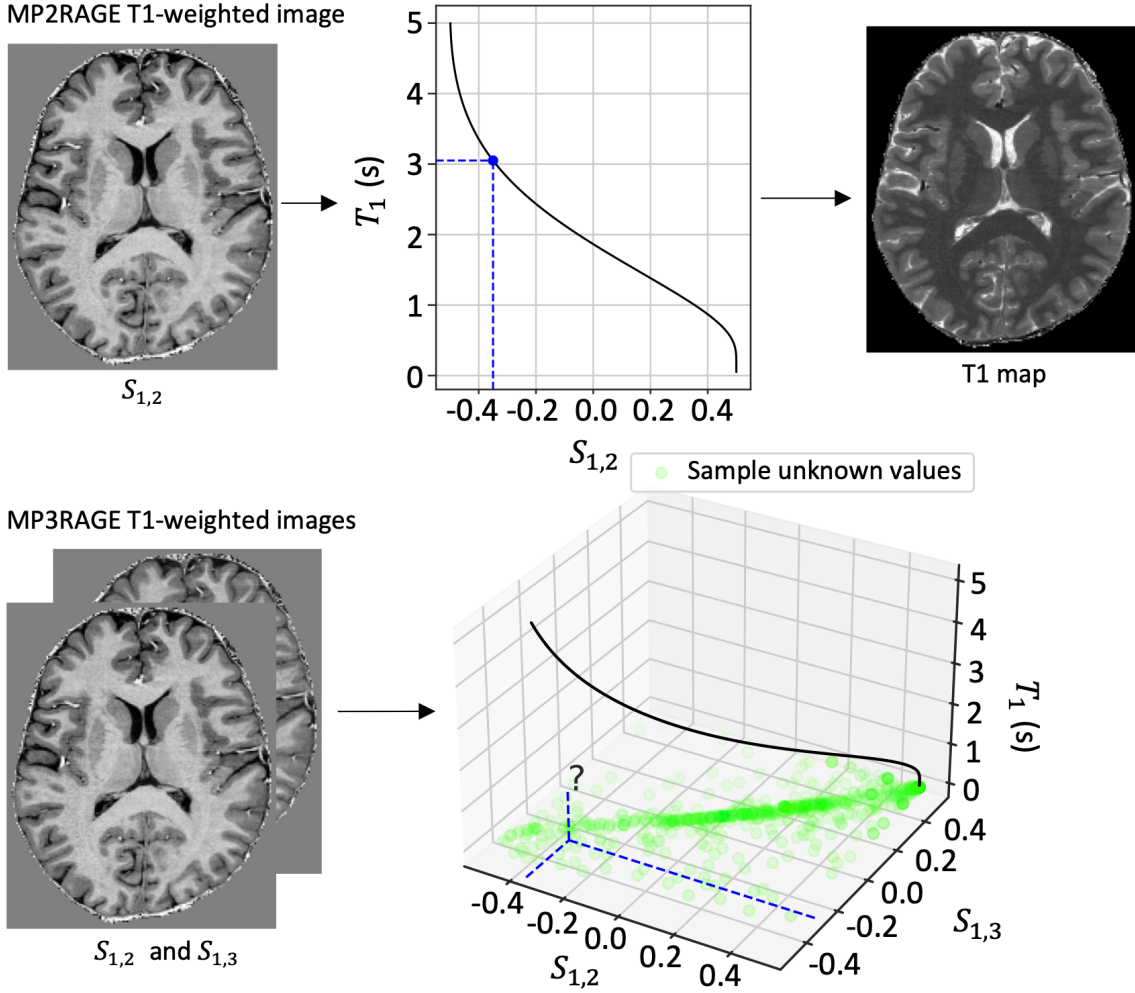 MP2RAGE T1-weighted image
S1,2
T1 (s)
5
4
3
2
1
0
-0.4 -0.2 0.0 0.2 0.4
S1,2
T1 map
Sample unknown values
MP3RAGE T1-weighted images
S1,2 and S1,3
?
-0.4
-0.2
0.0
0.2
0.4
S1,2
-0.4
-0.2
0.0
0.2
0.4
S1,3
5
4
3
2
1
0
T1 (s)